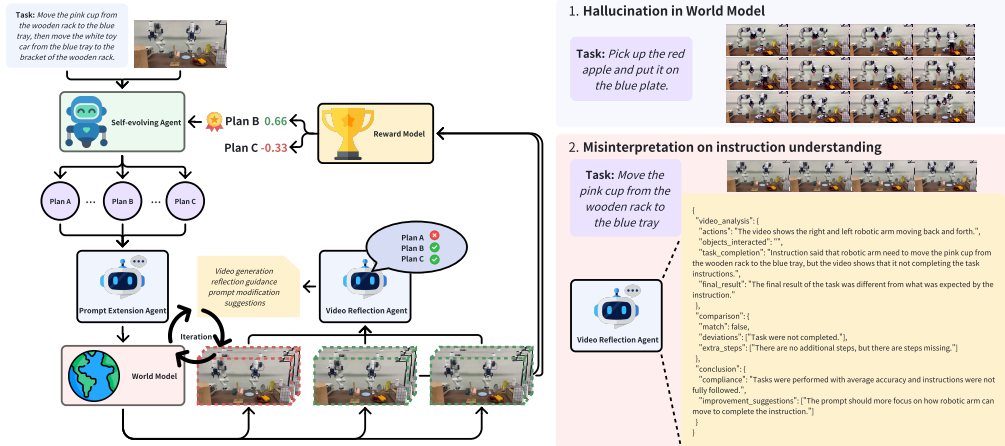 Task: Move the pink cup from
the wooden rack to the blue
tray, then move the white toy
car from the blue tray to the
bracket of the wooden rack.
Self-evolving Agent
Plan B 0.66
Plan C -0.33
Reward Model
Plan A
...
Plan B
...
Plan C
Plan A
Plan B
Plan C
Prompt Extension Agent
Video generation
reflection guidance
prompt modification
suggestions
Video Reflection Agent
Iteration
World Model
1. Hallucination in World Model
Task: Pick up the red
apple and put it on
the blue plate.
2. Misinterpretation on instruction understanding
Task: Move the
pink cup from the
wooden rack to
the blue tray
Video Reflection Agent
{
"video_analysis": {
"actions": "The video shows the right and left robotic arm moving back and forth.",
"objects_interacted": "",
"task_completion": "Instruction said that robotic arm need to move the pink cup from
the wooden rack to the blue tray, but the video shows that it not completing the task
instructions.",
"final_result": "The final result of the task was different from what was expected by the
instruction."
},
"comparison": {
"match": false,
"deviations": ["Task were not completed."],
"extra_steps": ["There are no additional steps, but there are steps missing."]
},
"conclusion": {
"compliance": "Tasks were performed with average accuracy and instructions were not
fully followed.",
"improvement_suggestions": ["The prompt should more focus on how robotic arm can
move to complete the instruction."]
}
}